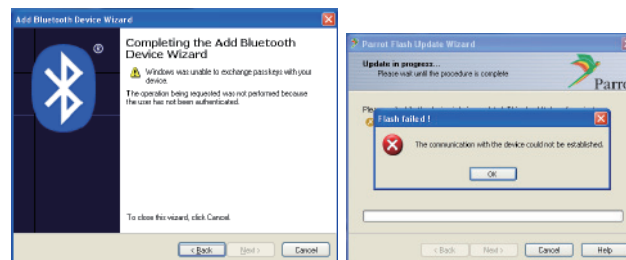 Add Bluetooth Device Wizard
Completing the Add Bluetooth
Device Wizard
Windows was unable to exchange passkeys with your
device.
The operation being requested was not performed because
the user has not been authenticated.
To close this wizard, click Cancel.
< Back
Next >
Cancel
Parrot Flash Update Wizard
Update in progress...
Please wait until the procedure is complete
Parro
Flash failed !
The communication with the device could not be established.
OK
< Back
Next >
Cancel
Help